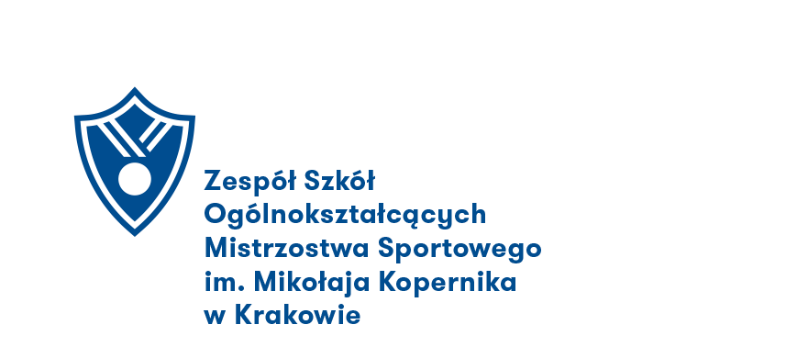 Zespół Szkół
Ogólnokształcących
Mistrzostwa Sportowego
im. Mikołaja Kopernika
w Krakowie